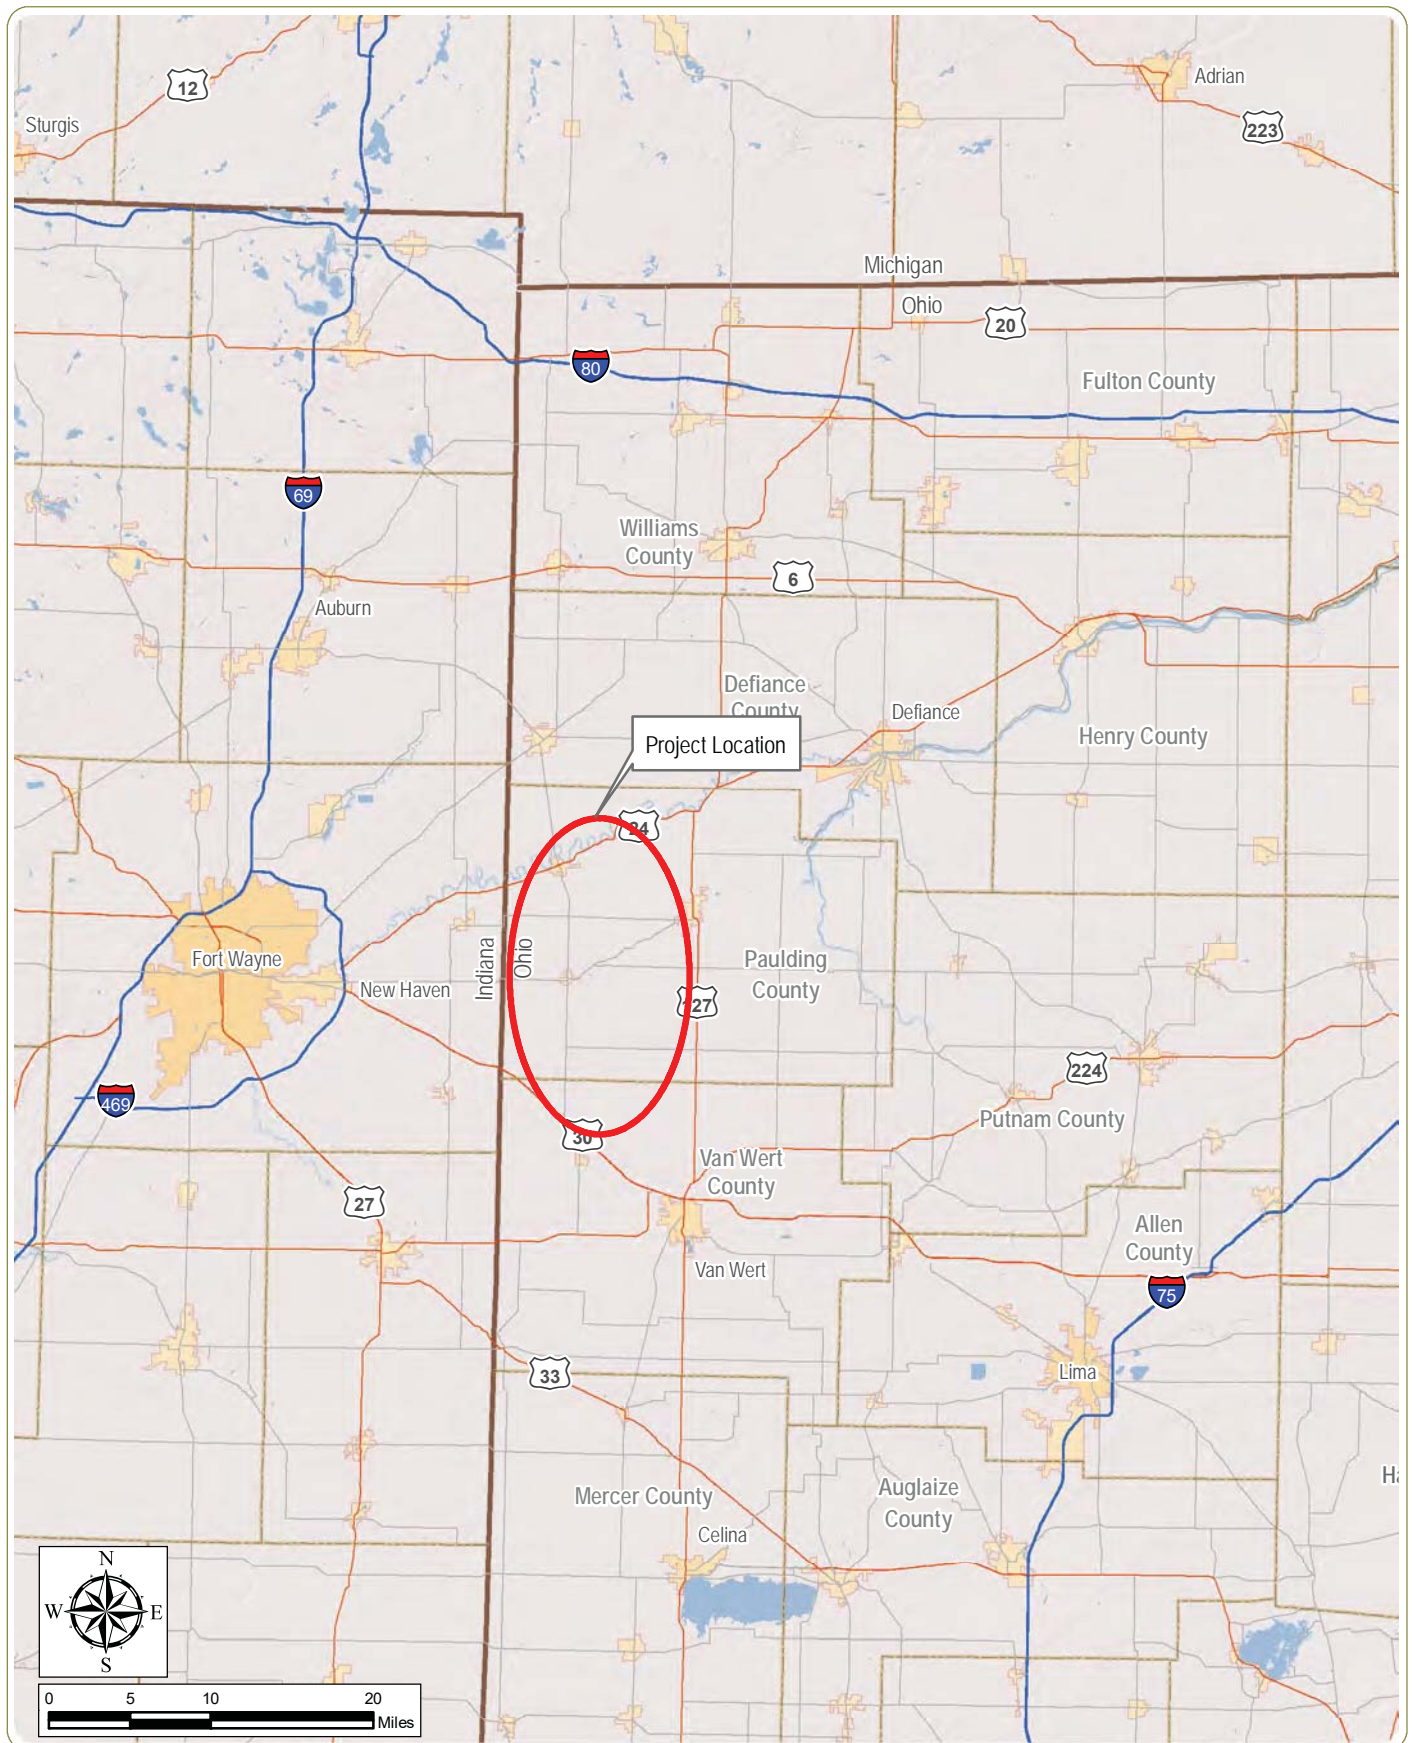 12
Sturgis
Adrian
223
Michigan
Ohio
20
80
Fulton County
69
Williams
County
6
Auburn
Defiance
County
Defiance
Project Location
Henry County
24
Fort Wayne
New Haven
Indiana
Ohio
Paulding
County
127
469
224
Putnam County
30
Van Wert
County
27
Allen
County
Van Wert
75
33
Lima
Mercer County
Auglaize
County
Celina
N
W
E
S
0
5
10
20
Miles